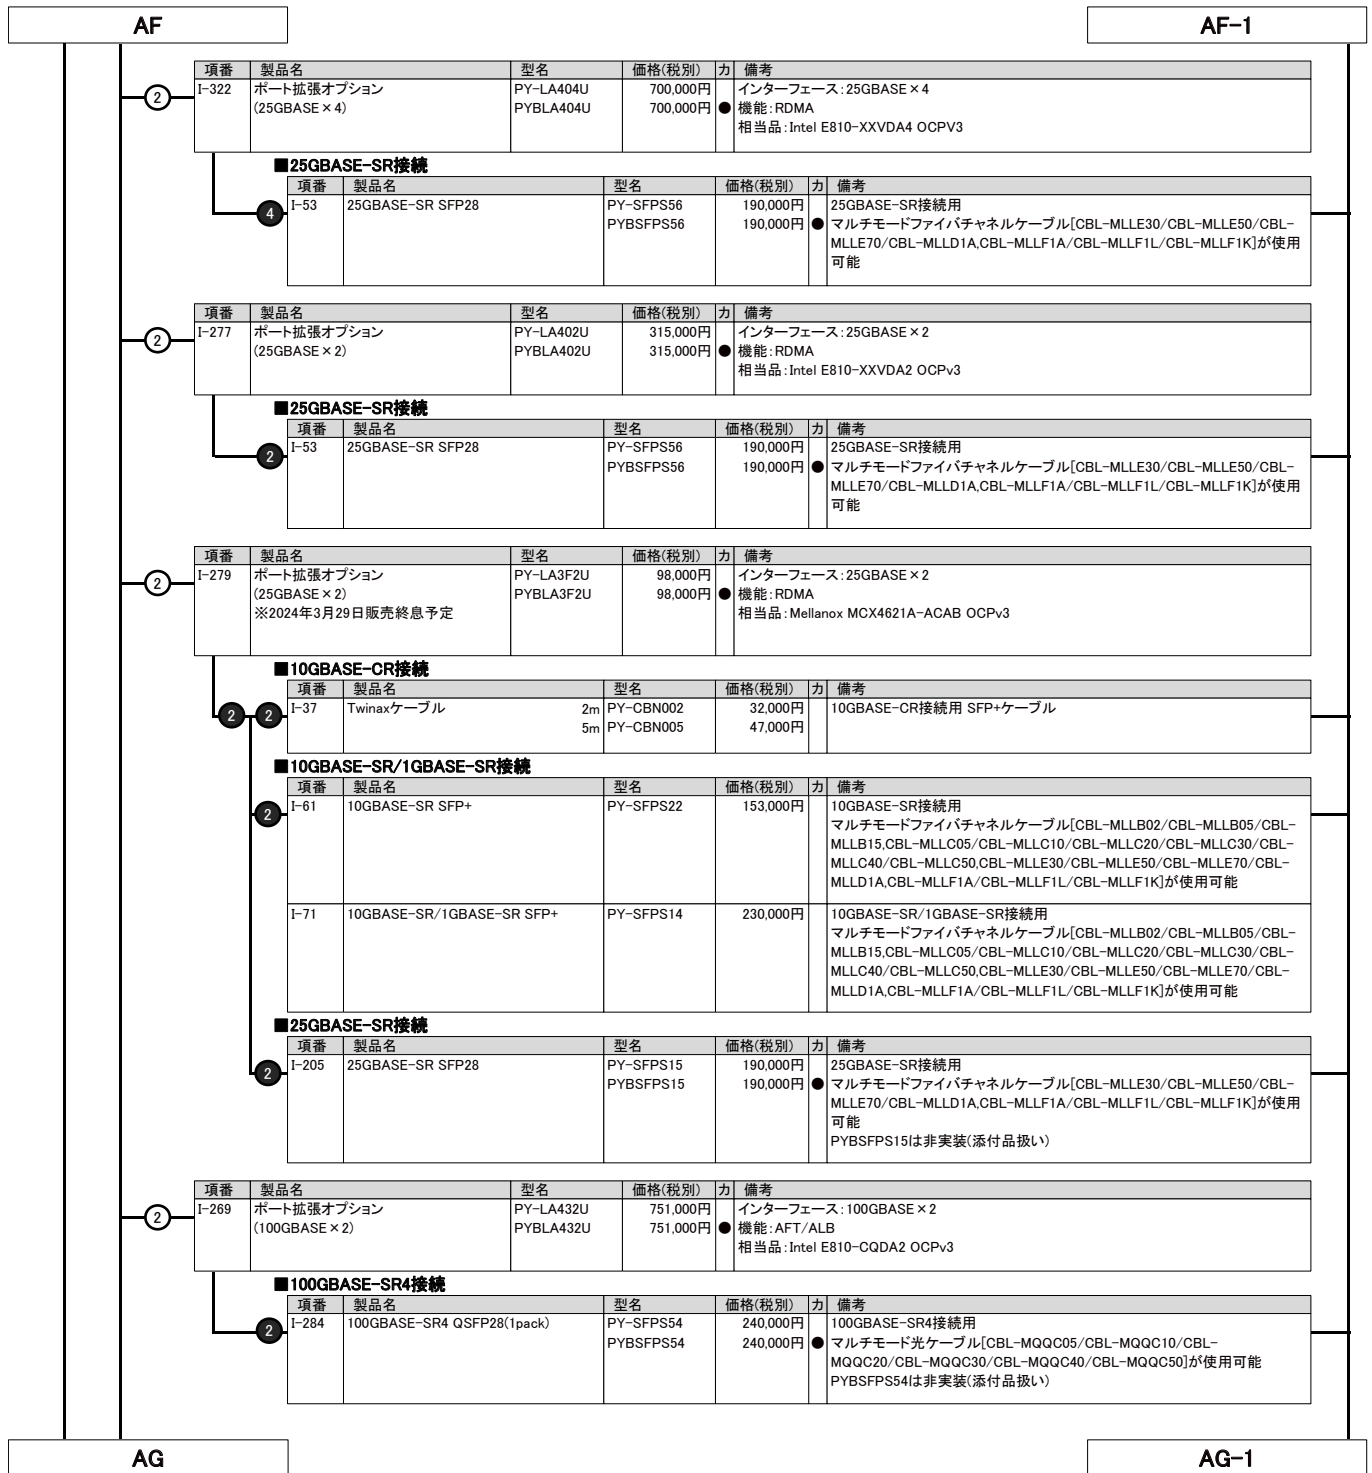 AF
AF-1
項番 製品名 型名 価格(税別) カ 備考
2 I-322 ポート拡張オプション PY-LA404U 700,000円 インターフェース:25GBASE×4
(25GBASE×4) PYBLA404U 700,000円 ● 機能:RDMA
相当品:Intel E810-XXVDA4 OCPV3
■25GBASE-SR接続
項番 製品名 型名 価格(税別) カ 備考
4 I-53 25GBASE-SR SFP28 PY-SFPS56 190,000円 25GBASE-SR接続用
PYBSFPS56 190,000円 ● マルチモードファイバチャネルケーブル[CBL-MLLE30/CBL-MLLE50/CBL-
MLLE70/CBL-MLLD1A,CBL-MLLF1A/CBL-MLLF1L/CBL-MLLF1K]が使用
可能
項番 製品名 型名 価格(税別) カ 備考
2 I-277 ポート拡張オプション PY-LA402U 315,000円 インターフェース:25GBASE×2
(25GBASE×2) PYBLA402U 315,000円 ● 機能:RDMA
相当品:Intel E810-XXVDA2 OCPv3
■25GBASE-SR接続
項番 製品名 型名 価格(税別) カ 備考
2 I-53 25GBASE-SR SFP28 PY-SFPS56 190,000円 25GBASE-SR接続用
PYBSFPS56 190,000円 ● マルチモードファイバチャネルケーブル[CBL-MLLE30/CBL-MLLE50/CBL-
MLLE70/CBL-MLLD1A,CBL-MLLF1A/CBL-MLLF1L/CBL-MLLF1K]が使用
可能
項番 製品名 型名 価格(税別) カ 備考
2 I-279 ポート拡張オプション PY-LA3F2U 98,000円 インターフェース:25GBASE×2
(25GBASE×2) PYBLA3F2U 98,000円 ● 機能:RDMA
※2024年3月29日販売終息予定 相当品:Mellanox MCX4621A-ACAB OCPv3
■10GBASE-CR接続
項番 製品名 型名 価格(税別) カ 備考
2 2 I-37 Twinaxケーブル 2m PY-CBN002 32,000円 10GBASE-CR接続用 SFP+ケーブル
5m PY-CBN005 47,000円
■10GBASE-SR/1GBASE-SR接続
項番 製品名 型名 価格(税別) カ 備考
2 I-61 10GBASE-SR SFP+ PY-SFPS22 153,000円 10GBASE-SR接続用
マルチモードファイバチャネルケーブル[CBL-MLLB02/CBL-MLLB05/CBL-
MLLB15,CBL-MLLC05/CBL-MLLC10/CBL-MLLC20/CBL-MLLC30/CBL-
MLLC40/CBL-MLLC50,CBL-MLLE30/CBL-MLLE50/CBL-MLLE70/CBL-
MLLD1A,CBL-MLLF1A/CBL-MLLF1L/CBL-MLLF1K]が使用可能
I-71 10GBASE-SR/1GBASE-SR SFP+ PY-SFPS14 230,000円 10GBASE-SR/1GBASE-SR接続用
マルチモードファイバチャネルケーブル[CBL-MLLB02/CBL-MLLB05/CBL-
MLLB15,CBL-MLLC05/CBL-MLLC10/CBL-MLLC20/CBL-MLLC30/CBL-
MLLC40/CBL-MLLC50,CBL-MLLE30/CBL-MLLE50/CBL-MLLE70/CBL-
MLLD1A,CBL-MLLF1A/CBL-MLLF1L/CBL-MLLF1K]が使用可能
■25GBASE-SR接続
項番 製品名 型名 価格(税別) カ 備考
2 I-205 25GBASE-SR SFP28 PY-SFPS15 190,000円 25GBASE-SR接続用
PYBSFPS15 190,000円 ● マルチモードファイバチャネルケーブル[CBL-MLLE30/CBL-MLLE50/CBL-
MLLE70/CBL-MLLD1A,CBL-MLLF1A/CBL-MLLF1L/CBL-MLLF1K]が使用
可能
PYBSFPS15は非実装(添付品扱い)
項番 製品名 型名 価格(税別) カ 備考
2 I-269 ポート拡張オプション PY-LA432U 751,000円 インターフェース:100GBASE×2
(100GBASE×2) PYBLA432U 751,000円 ● 機能:AFT/ALB
相当品:Intel E810-CQDA2 OCPv3
■100GBASE-SR4接続
項番 製品名 型名 価格(税別) カ 備考
2 I-284 100GBASE-SR4 QSFP28(1pack) PY-SFPS54 240,000円 100GBASE-SR4接続用
PYBSFPS54 240,000円 ● マルチモード光ケーブル[CBL-MQQC05/CBL-MQQC10/CBL-
MQQC20/CBL-MQQC30/CBL-MQQC40/CBL-MQQC50]が使用可能
PYBSFPS54は非実装(添付品扱い)
AG
AG-1